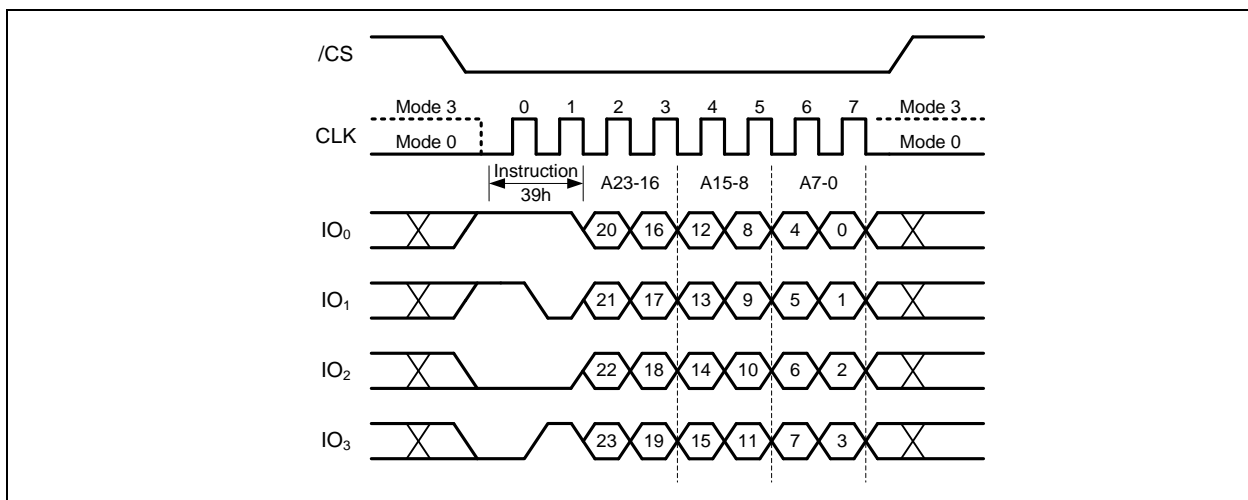 /CS
Mode 3 0 1 2 3 4 5 6 7 Mode 3
CLK
Mode 0 Mode 0
Instruction
39h
A23-16 A15-8 A7-0
IO₀ 20 16 12 8 4 0
IO₁ 21 17 13 9 5 1
IO₂ 22 18 14 10 6 2
IO₃ 23 19 15 11 7 3